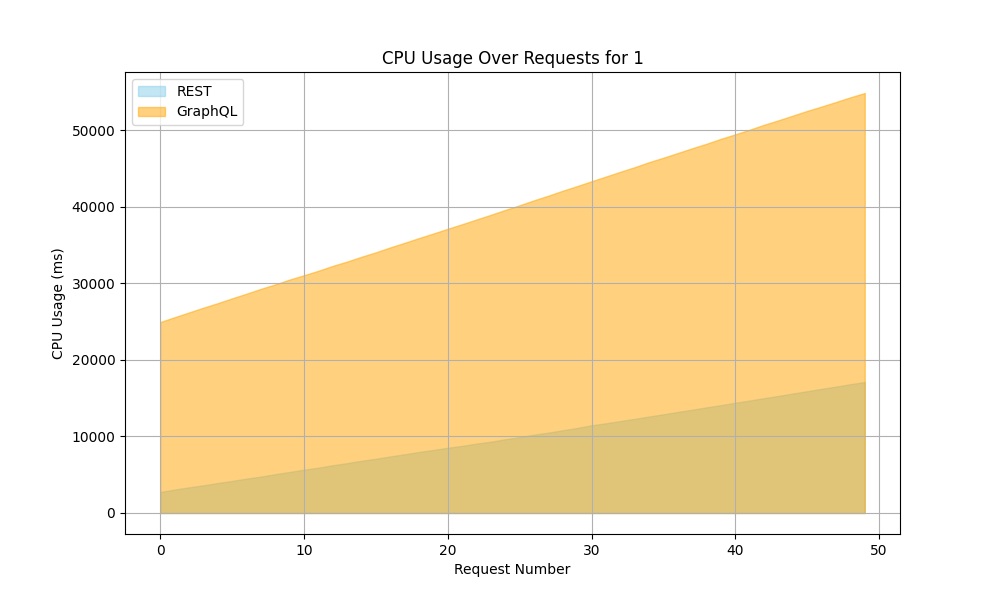 CPU Usage Over Requests for 1
REST
GraphQL
CPU Usage (ms)
50000
40000
30000
20000
10000
0
0 10 20 30 40 50
Request Number